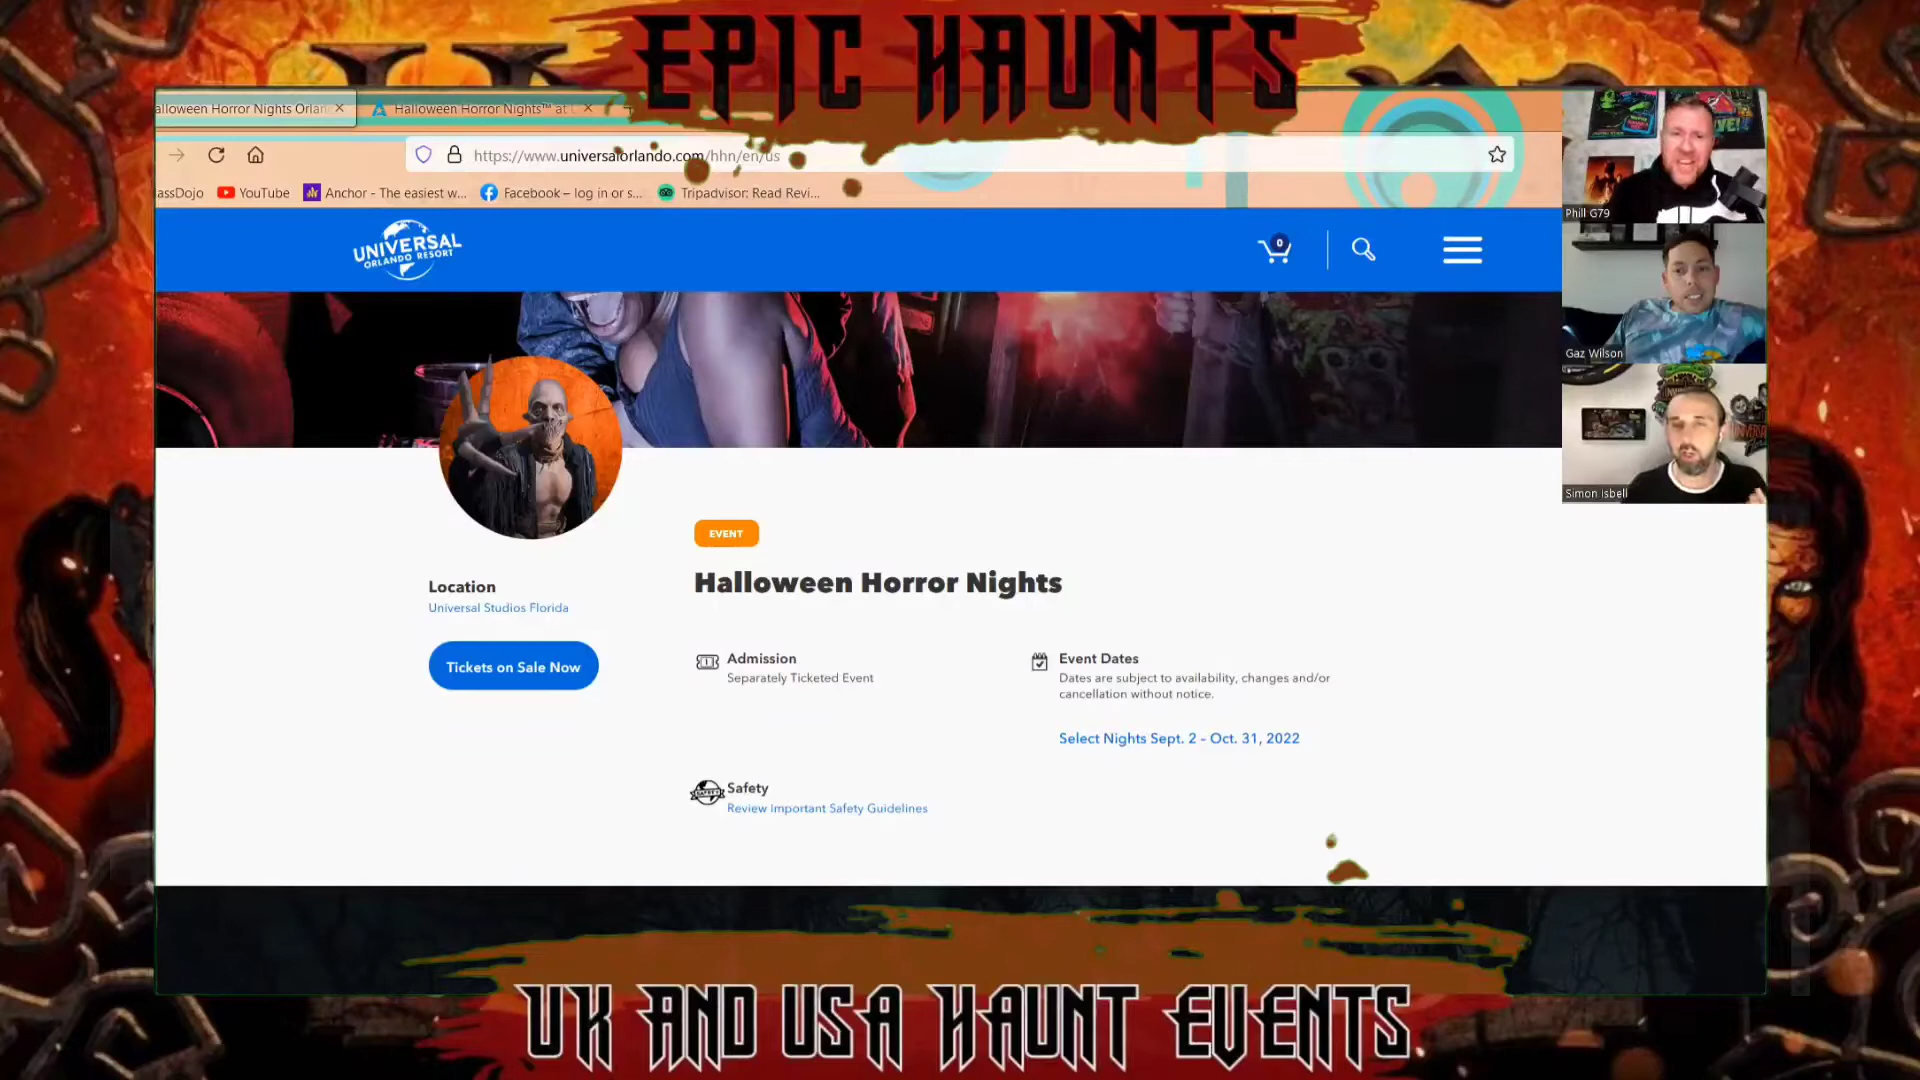 EPIC HAUNTS
alloween Horror Nights Orlan
Halloween Horror Nights™ at
https://www.universalorlando.com/hhn/en/us
assDojo
YouTube
Anchor - The easiest w...
Facebook – log in or s...
Tripadvisor: Read Revi...
UNIVERSAL
ORLANDO RESORT
0
Phill G79
Gaz Wilson
Simon Isbell
EVENT
Halloween Horror Nights
Location
Universal Studios Florida
Tickets on Sale Now
Admission
Separately Ticketed Event
Event Dates
Dates are subject to availability, changes and/or
cancellation without notice.
Select Nights Sept. 2 - Oct. 31, 2022
Safety
Review Important Safety Guidelines
UK AND USA HAUNT EVENTS